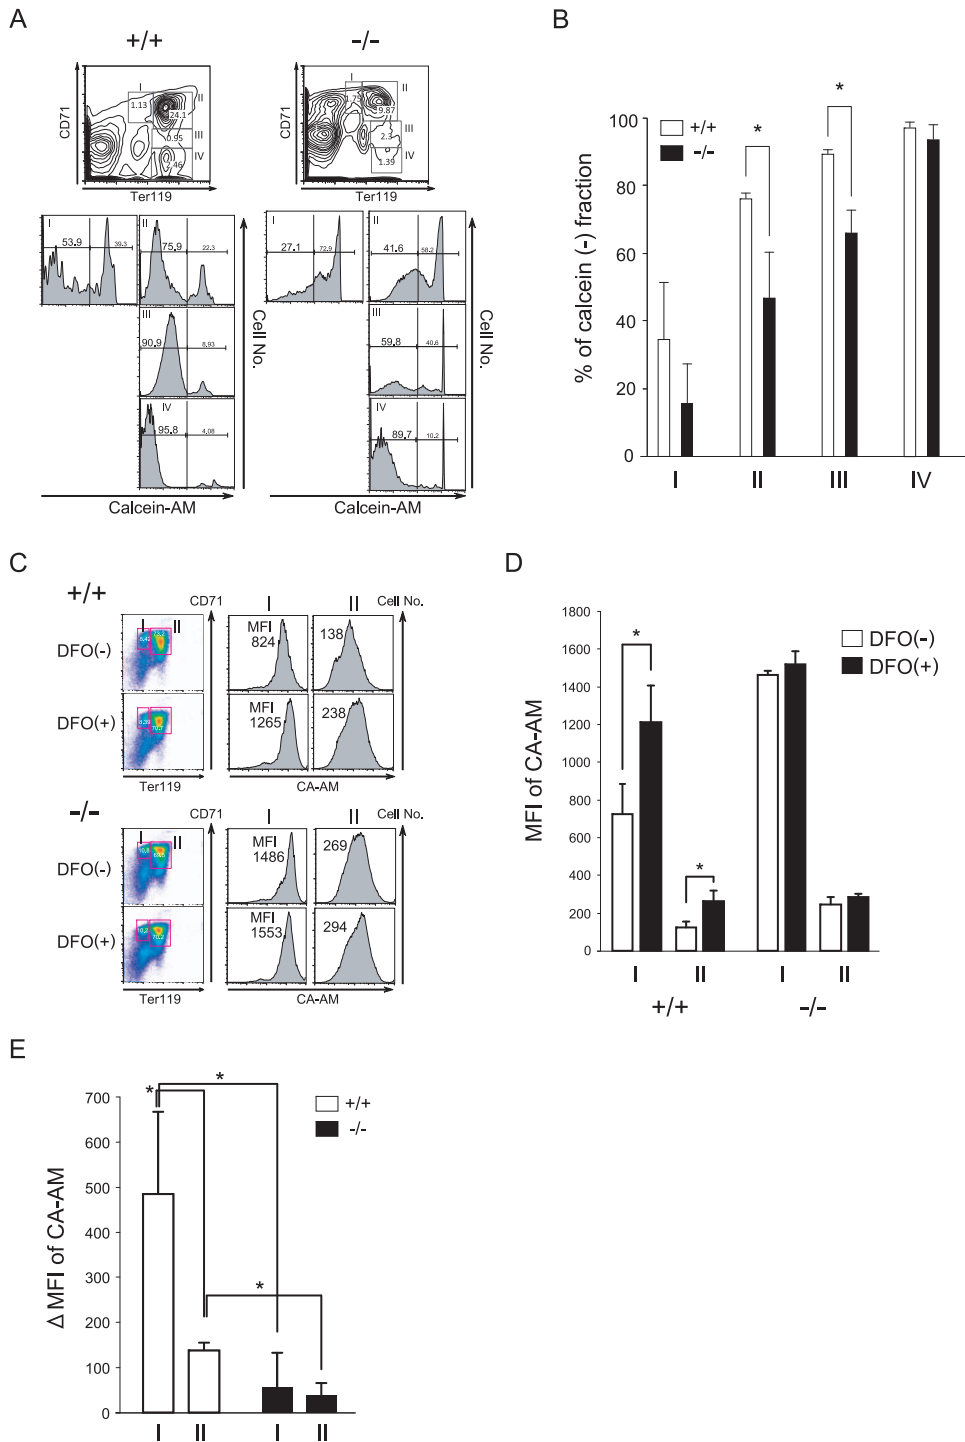 A
+/+
-/-
CD71
I
II
1.13
24.1
III
0.95
IV
.46
Ter119
CD71
I
II
1.75
9.87
III
2.3
IV
1.39
Ter119
I
53.9
39.3
II
75.9
22.3
III
90.9
8.93
IV
95.8
4.08
Cell No.
Calcein-AM
I
27.1
72.9
II
41.6
58.2
III
59.8
40.6
IV
89.7
10.2
Cell No.
Calcein-AM
B
% of calcein (-) fraction
100
80
60
40
20
0
+/+
-/-
*
*
I II III IV
C
+/+
CD71 I II Cell No.
DFO(-)
I II
MFI
824
138
DFO(+)
MFI
1265
238
Ter119 CA-AM
-/-
CD71 I II Cell No.
DFO(-)
I II
MFI
1486
269
DFO(+)
MFI
1553
294
Ter119 CA-AM
D
MFI of CA-AM
1800
1600
1400
1200
1000
800
600
400
200
0
DFO(-)
DFO(+)
*
*
I II I II
+/+ -/-
E
Δ MFI of CA-AM
700
600
500
400
300
200
100
0
+/+
-/-
*
*
*
I II I II